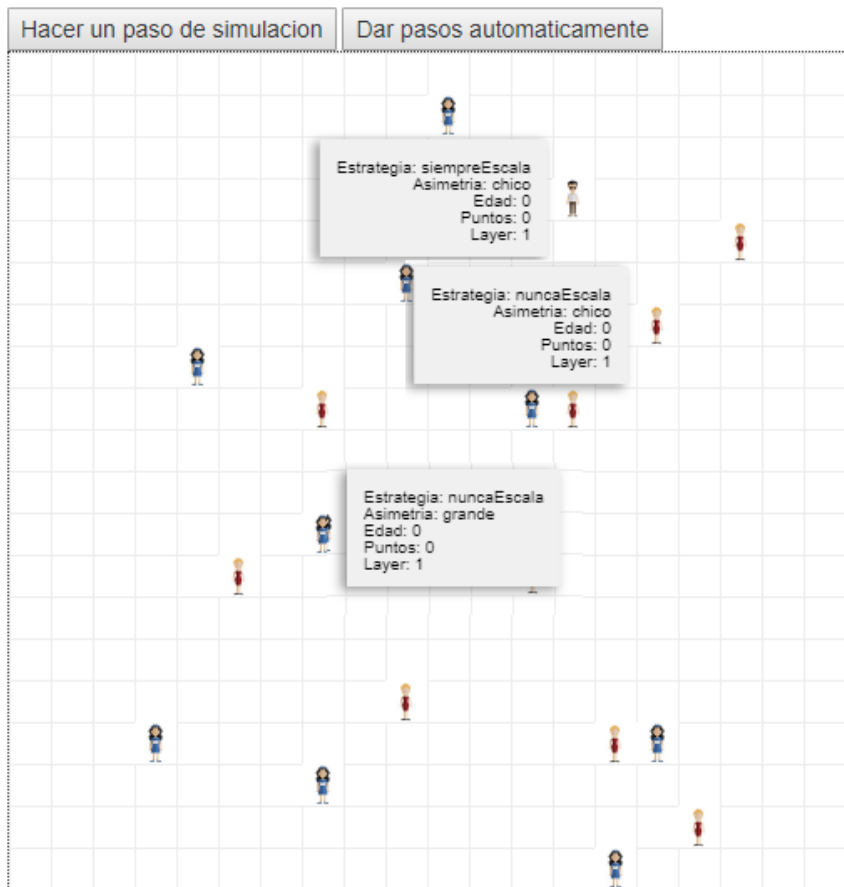 Hacer un paso de simulacion
Dar pasos automaticamente
Estrategia: siempreEscala
Asimetria: chico
Edad: 0
Puntos: 0
Layer: 1
Estrategia: nuncaEscala
Asimetria: chico
Edad: 0
Puntos: 0
Layer: 1
Estrategia: nuncaEscala
Asimetria: grande
Edad: 0
Puntos: 0
Layer: 1